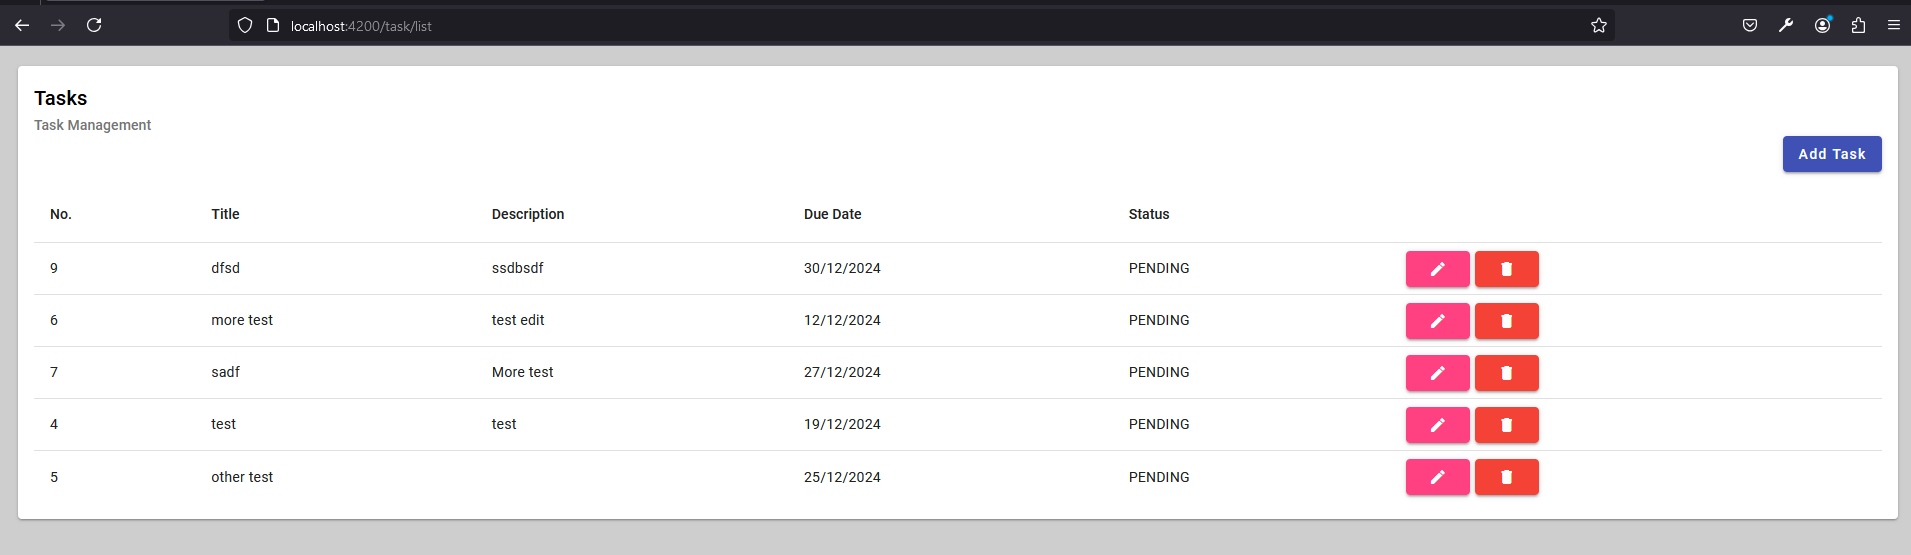 localhost:4200/task/list
Tasks
Task Management
Add Task
No. Title Description Due Date Status
9 dfsd ssdbsdf 30/12/2024 PENDING
6 more test test edit 12/12/2024 PENDING
7 sadf More test 27/12/2024 PENDING
4 test test 19/12/2024 PENDING
5 other test 25/12/2024 PENDING